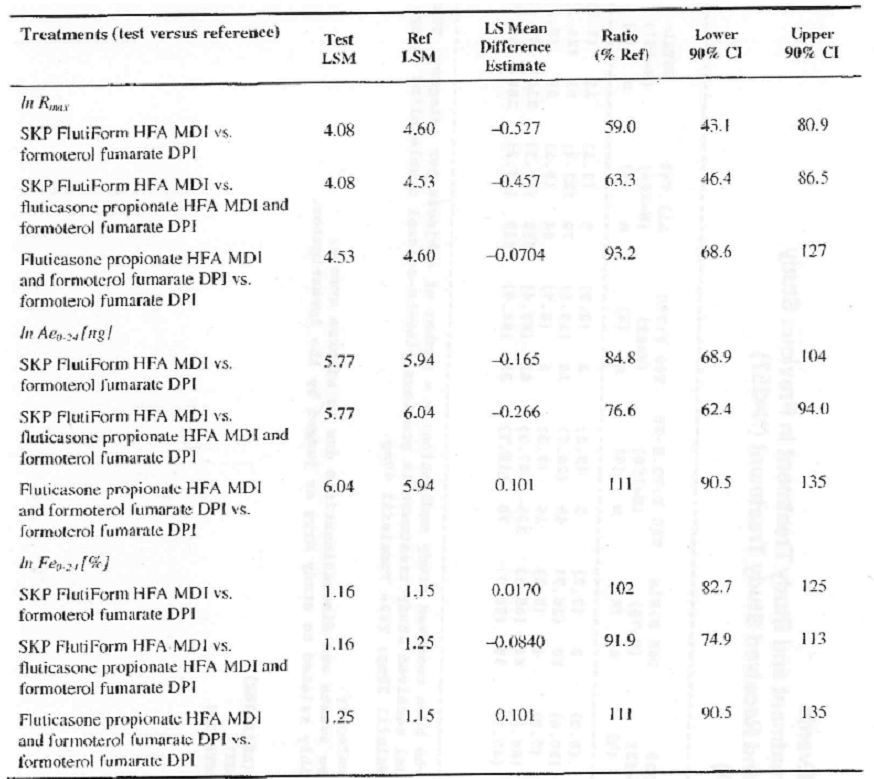 Treatments (test versus reference) Test LSM Ref LSM LS Mean Difference Estimate Ratio (% Ref) Lower 90% CI Upper 90% CI
ln Rmax
SKP FlutiForm HFA MDI vs. 4.08 4.60 −0.527 59.0 43.1 80.9
formoterol fumarate DPI
SKP FlutiForm HFA MDI vs. 4.08 4.53 −0.457 63.3 46.4 86.5
fluticasone propionate HFA MDI and
formoterol fumarate DPI
Fluticasone propionate HFA MDI 4.53 4.60 −0.0704 93.2 68.6 127
and formoterol fumarate DPI vs.
formoterol fumarate DPI
ln Ae0-24 [ng]
SKP FlutiForm HFA MDI vs. 5.77 5.94 −0.165 84.8 68.9 104
formoterol fumarate DPI
SKP FlutiForm HFA MDI vs. 5.77 6.04 −0.266 76.6 62.4 94.0
fluticasone propionate HFA MDI and
formoterol fumarate DPI
Fluticasone propionate HFA MDI 6.04 5.94 0.101 111 90.5 135
and formoterol fumarate DPI vs.
formoterol fumarate DPI
ln Fe0-24 [%]
SKP FlutiForm HFA MDI vs. 1.16 1.15 0.0170 102 82.7 125
formoterol fumarate DPI
SKP FlutiForm HFA MDI vs. 1.16 1.25 −0.0840 91.9 74.9 113
fluticasone propionate HFA MDI and
formoterol fumarate DPI
Fluticasone propionate HFA MDI 1.25 1.15 0.101 111 90.5 135
and formoterol fumarate DPI vs.
formoterol fumarate DPI